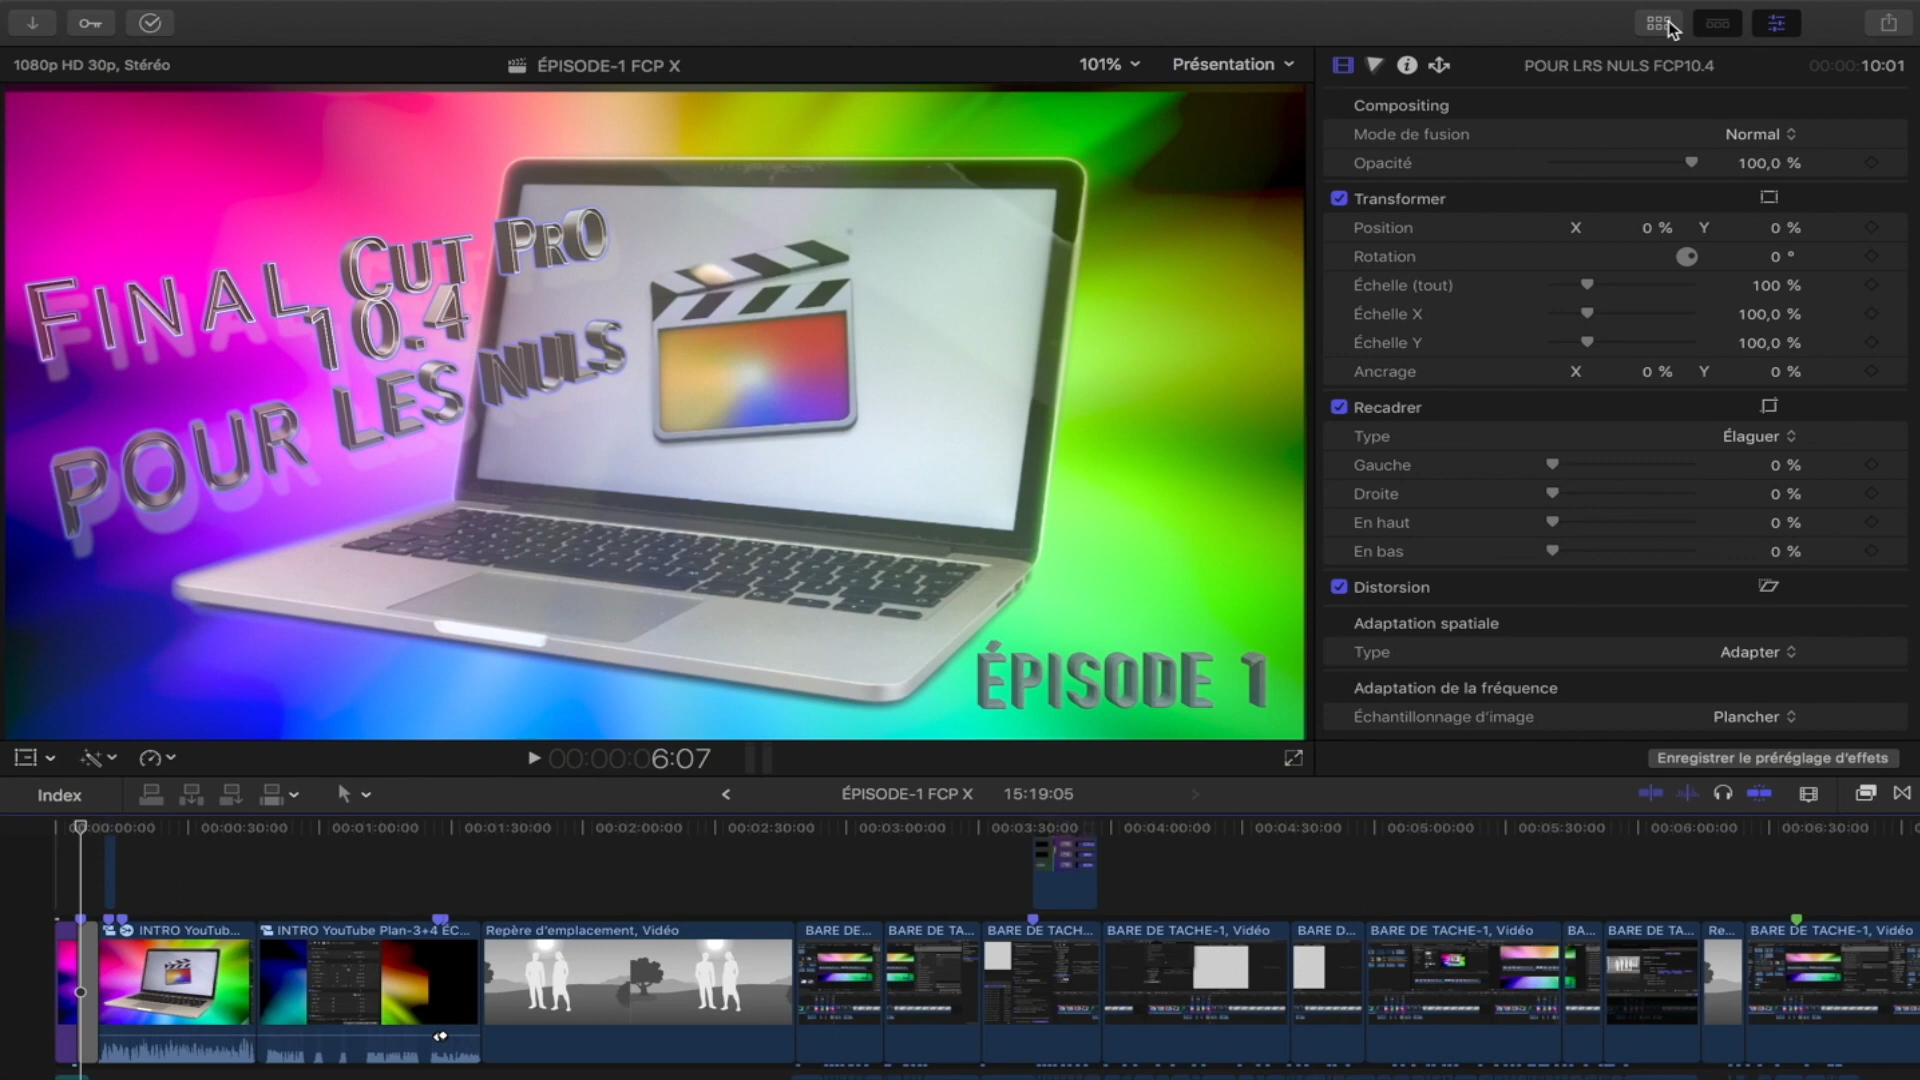 1080p HD 30p, Stéréo
ÉPISODE-1 FCP X
101%
Présentation
POUR LRS NULS FCP10.4
00:00:10:01
FINAL CUT PRO
10.4
POUR LES NULS
ÉPISODE 1
Compositing
Mode de fusion Normal
Opacité 100,0 %
Transformer
Position X 0 % Y 0 %
Rotation 0 °
Échelle (tout) 100 %
Échelle X 100,0 %
Échelle Y 100,0 %
Ancrage X 0 % Y 0 %
Recadrer
Type Élaguer
Gauche 0 %
Droite 0 %
En haut 0 %
En bas 0 %
Distorsion
Adaptation spatiale
Type Adapter
Adaptation de la fréquence
Échantillonnage d'image Plancher
00:00:06:07
Enregistrer le préréglage d'effets
Index
ÉPISODE-1 FCP X 15:19:05
00:00:00:00 00:00:30:00 00:01:00:00 00:01:30:00 00:02:00:00 00:02:30:00 00:03:00:00 00:03:30:00 00:04:00:00 00:04:30:00 00:05:00:00 00:05:30:00 00:06:00:00 00:06:30:00
INTRO YouTub... INTRO YouTube Plan-3+4 ÉC... Repère d'emplacement, Vidéo BARE DE... BARE DE TA... BARE DE TACH... BARE DE TACHE-1, Vidéo BARE D... BARE DE TACHE-1, Vidéo BA... BARE DE TA... Re... BARE DE TACHE-1, Vidéo